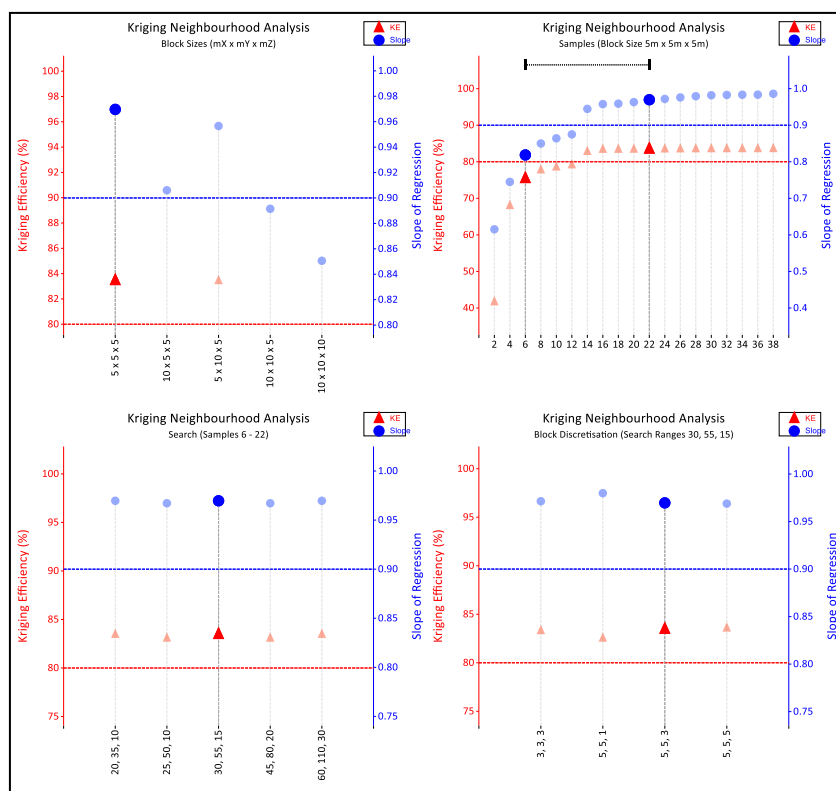 Kriging Neighbourhood Analysis
Block Sizes (mX x mY x mZ)
KE
Slope
Kriging Efficiency (%)
100
98
96
94
92
90
88
86
84
82
80
Slope of Regression
1.00
0.98
0.96
0.94
0.92
0.90
0.88
0.86
0.84
0.82
0.80
5 x 5 x 5
10 x 5 x 5
5 x 10 x 5
10 x 10 x 5
10 x 10 x 10
Kriging Neighbourhood Analysis
Samples (Block Size 5m x 5m x 5m)
KE
Slope
Kriging Efficiency (%)
100
90
80
70
60
50
40
Slope of Regression
1.0
0.9
0.8
0.7
0.6
0.5
0.4
2 4 6 8 10 12 14 16 18 20 22 24 26 28 30 32 34 36 38
Kriging Neighbourhood Analysis
Search (Samples 6 - 22)
KE
Slope
Kriging Efficiency (%)
100
95
90
85
80
75
Slope of Regression
1.00
0.95
0.90
0.85
0.80
0.75
20, 35, 10
25, 50, 10
30, 55, 15
45, 80, 20
60, 110, 30
Kriging Neighbourhood Analysis
Block Discretisation (Search Ranges 30, 55, 15)
KE
Slope
Kriging Efficiency (%)
100
95
90
85
80
75
Slope of Regression
1.00
0.95
0.90
0.85
0.80
0.75
3, 3, 3
5, 5, 1
5, 5, 3
5, 5, 5